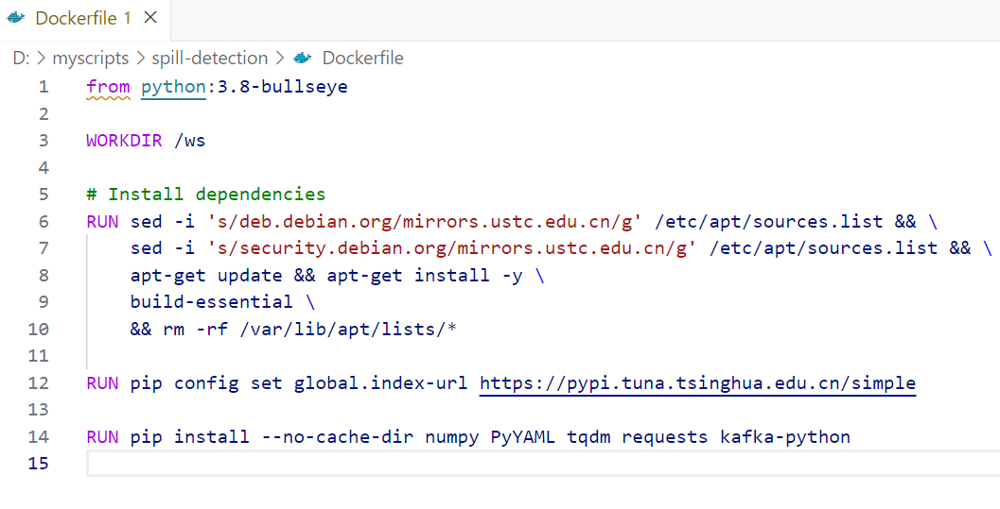 Dockerfile 1 ×
D: > myscripts > spill-detection > Dockerfile
1 from python:3.8-bullseye
2
3 WORKDIR /ws
4
5 # Install dependencies
6 RUN sed -i 's/deb.debian.org/mirrors.ustc.edu.cn/g' /etc/apt/sources.list && \
7 sed -i 's/security.debian.org/mirrors.ustc.edu.cn/g' /etc/apt/sources.list && \
8 apt-get update && apt-get install -y \
9 build-essential \
10 && rm -rf /var/lib/apt/lists/*
11
12 RUN pip config set global.index-url https://pypi.tuna.tsinghua.edu.cn/simple
13
14 RUN pip install --no-cache-dir numpy PyYAML tqdm requests kafka-python
15